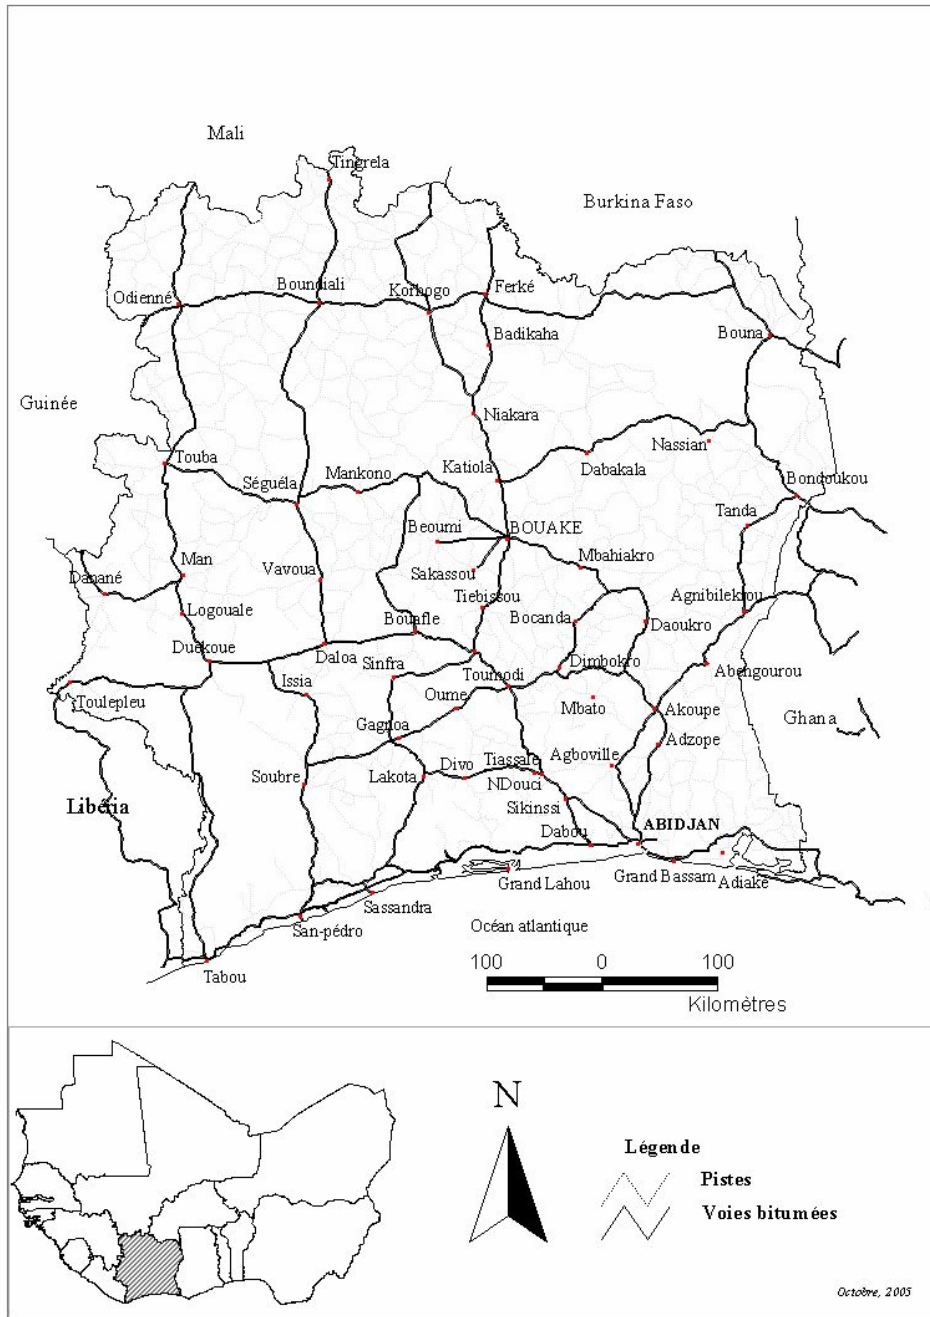 Mali
Tingrela
Burkina Faso
Odienné
Boundiali
Korhogo
Ferké
Badikaha
Bouna
Guinée
Niakara
Touba
Séguéla
Mankono
Katiola
Dabakala
Nassian
Bondoukou
Tanda
Beoumi
BOUAKE
Mbahiakro
Danané
Man
Vavoua
Sakassou
Tiebissou
Logouale
Bouafle
Bocanda
Daoukro
Agnibilekrou
Duékoue
Daloa
Sinfra
Toumodi
Dimbokro
Abengourou
Toulepleu
Issia
Oume
Mbato
Akoupe
Ghana
Gagnoa
Adzope
Agboville
Soubre
Lakota
Divo
Tiassale
NDouci
Sikinssi
Libéria
Dabou
ABIDJAN
Grand Lahou
Grand Bassam
Adiake
Sassandra
San-pédro
Océan atlantique
Tabou
100 0 100
Kilomètres
N
Légende
Pistes
Voies bitumées
Octobre, 2005